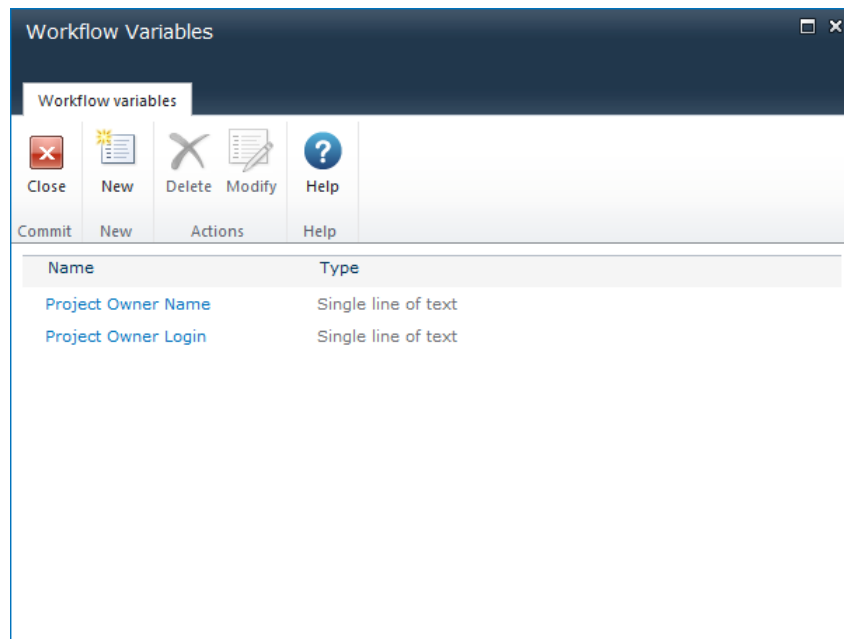 Workflow Variables
Workflow variables
Close New Delete Modify Help
Commit New Actions Help
Name Type
Project Owner Name Single line of text
Project Owner Login Single line of text